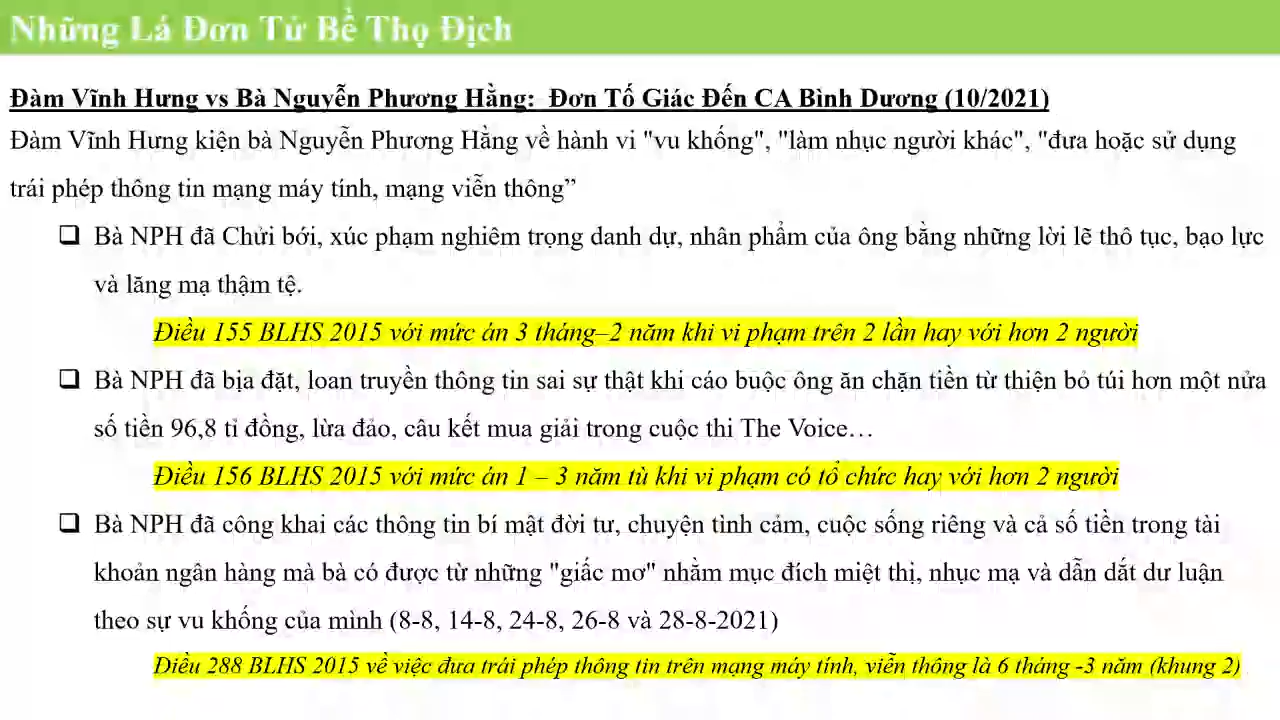 Những Lá Đơn Tứ Bề Thọ Địch
Đàm Vĩnh Hưng vs Bà Nguyễn Phương Hằng: Đơn Tố Giác Đến CA Bình Dương (10/2021)
Đàm Vĩnh Hưng kiện bà Nguyễn Phương Hằng về hành vi "vu khống", "làm nhục người khác", "đưa hoặc sử dụng
trái phép thông tin mạng máy tính, mạng viễn thông”
❑ Bà NPH đã Chửi bới, xúc phạm nghiêm trọng danh dự, nhân phẩm của ông bằng những lời lẽ thô tục, bạo lực
và lăng mạ thậm tệ.
Điều 155 BLHS 2015 với mức án 3 tháng–2 năm khi vi phạm trên 2 lần hay với hơn 2 người
❑ Bà NPH đã bịa đặt, loan truyền thông tin sai sự thật khi cáo buộc ông ăn chặn tiền từ thiện bỏ túi hơn một nửa
số tiền 96,8 tỉ đồng, lừa đảo, câu kết mua giải trong cuộc thi The Voice…
Điều 156 BLHS 2015 với mức án 1 – 3 năm tù khi vi phạm có tổ chức hay với hơn 2 người
❑ Bà NPH đã công khai các thông tin bí mật đời tư, chuyện tình cảm, cuộc sống riêng và cả số tiền trong tài
khoản ngân hàng mà bà có được từ những "giấc mơ" nhằm mục đích miệt thị, nhục mạ và dẫn dắt dư luận
theo sự vu khống của mình (8-8, 14-8, 24-8, 26-8 và 28-8-2021)
Điều 288 BLHS 2015 về việc đưa trái phép thông tin trên mạng máy tính, viễn thông là 6 tháng -3 năm (khung 2)